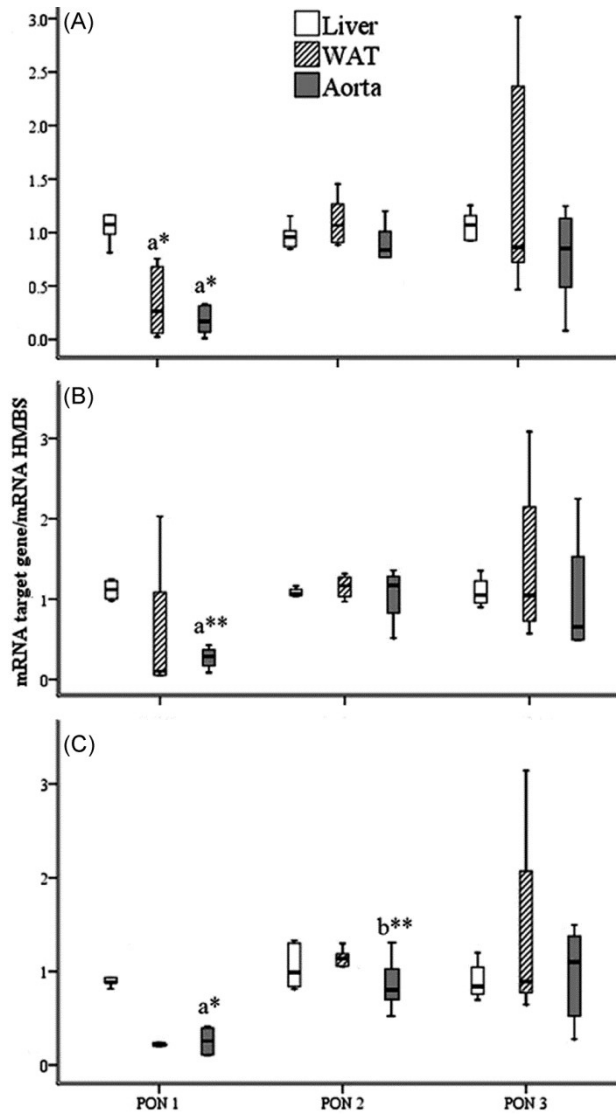 (A)
Liver
WAT
Aorta
3.0
2.5
2.0
1.5
1.0
0.5
0.0
a*
a*
(B)
3
2
1
0
a**
mRNA target gene/mRNA HMBS
(C)
3
2
1
0
a*
b**
PON 1 PON 2 PON 3